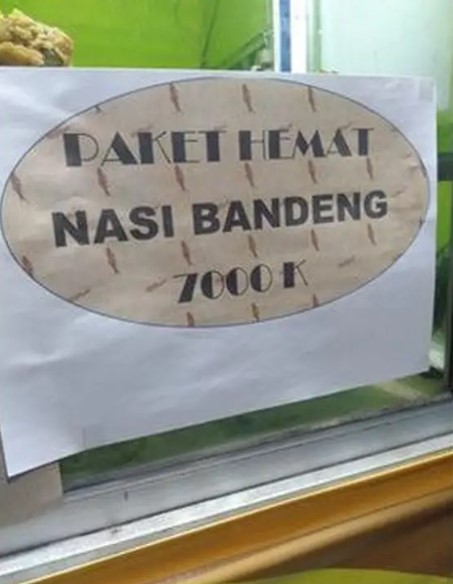 PAKET HEMAT
NASI BANDENG
7000 K